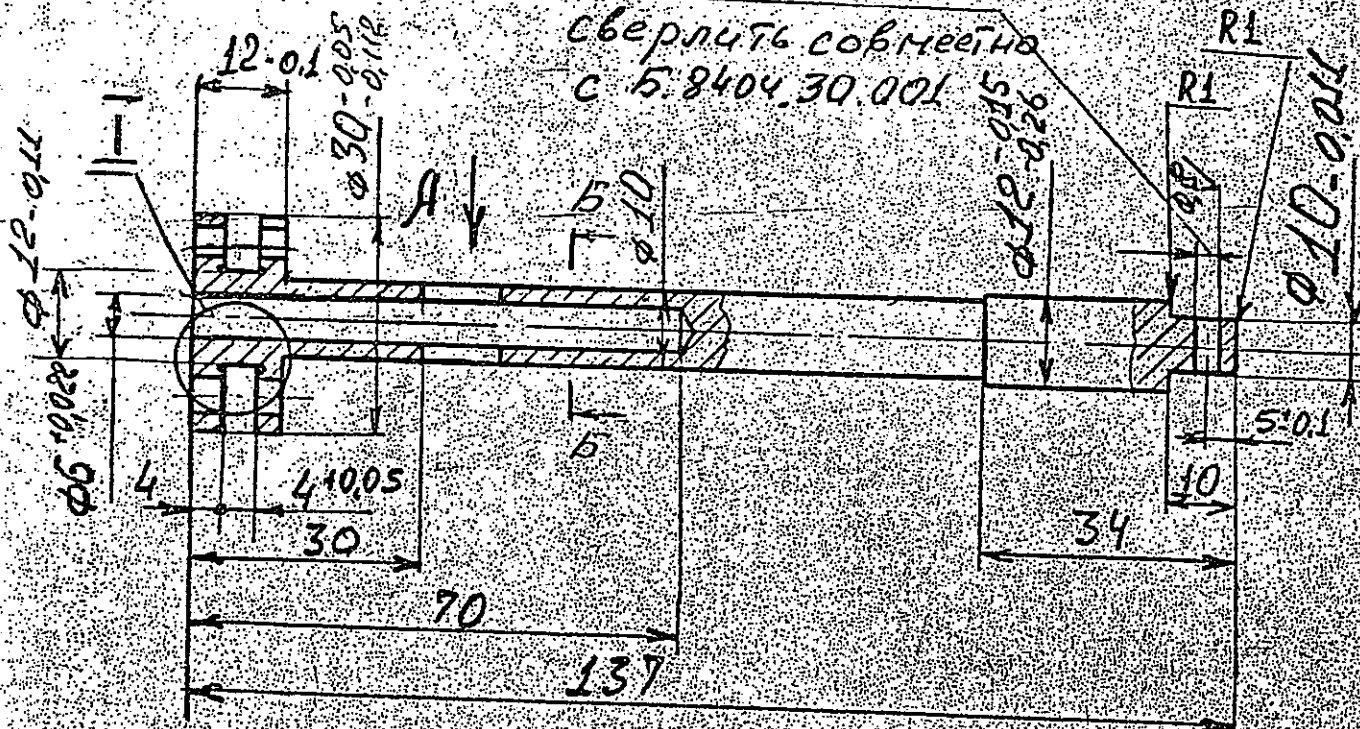 сверлить совместно
с Б.8404.30.001
R1
R1
12-0,1
ø30-0,05
-0,112
ø12-0,15
-0,26
ø10-0,011
I
А
Б
ø10
ø12-0,11
ø6+0,022
Б
5±0.1
4
4+0,05
10
30
34
70
137